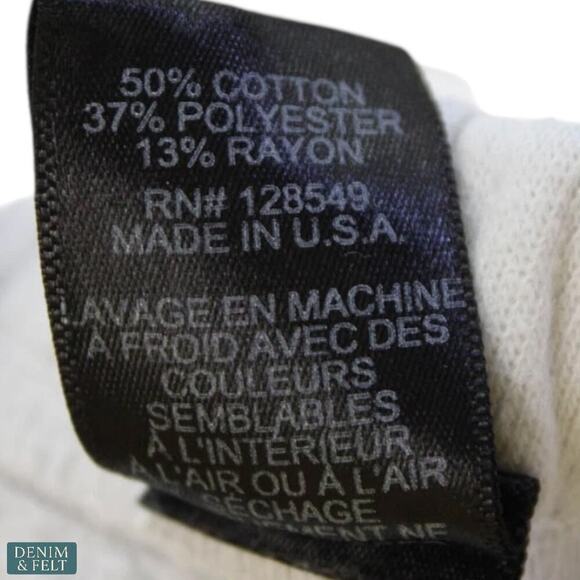 50% COTTON
37% POLYESTER
13% RAYON
RN# 128549
MADE IN U.S.A.
LAVAGE EN MACHINE
À FROID AVEC DES
COULEURS
SEMBLABLES
À L'INTÉRIEUR
À L'AIR OU À L'AIR
SÉCHAGE
NE
DENIM
& FELT